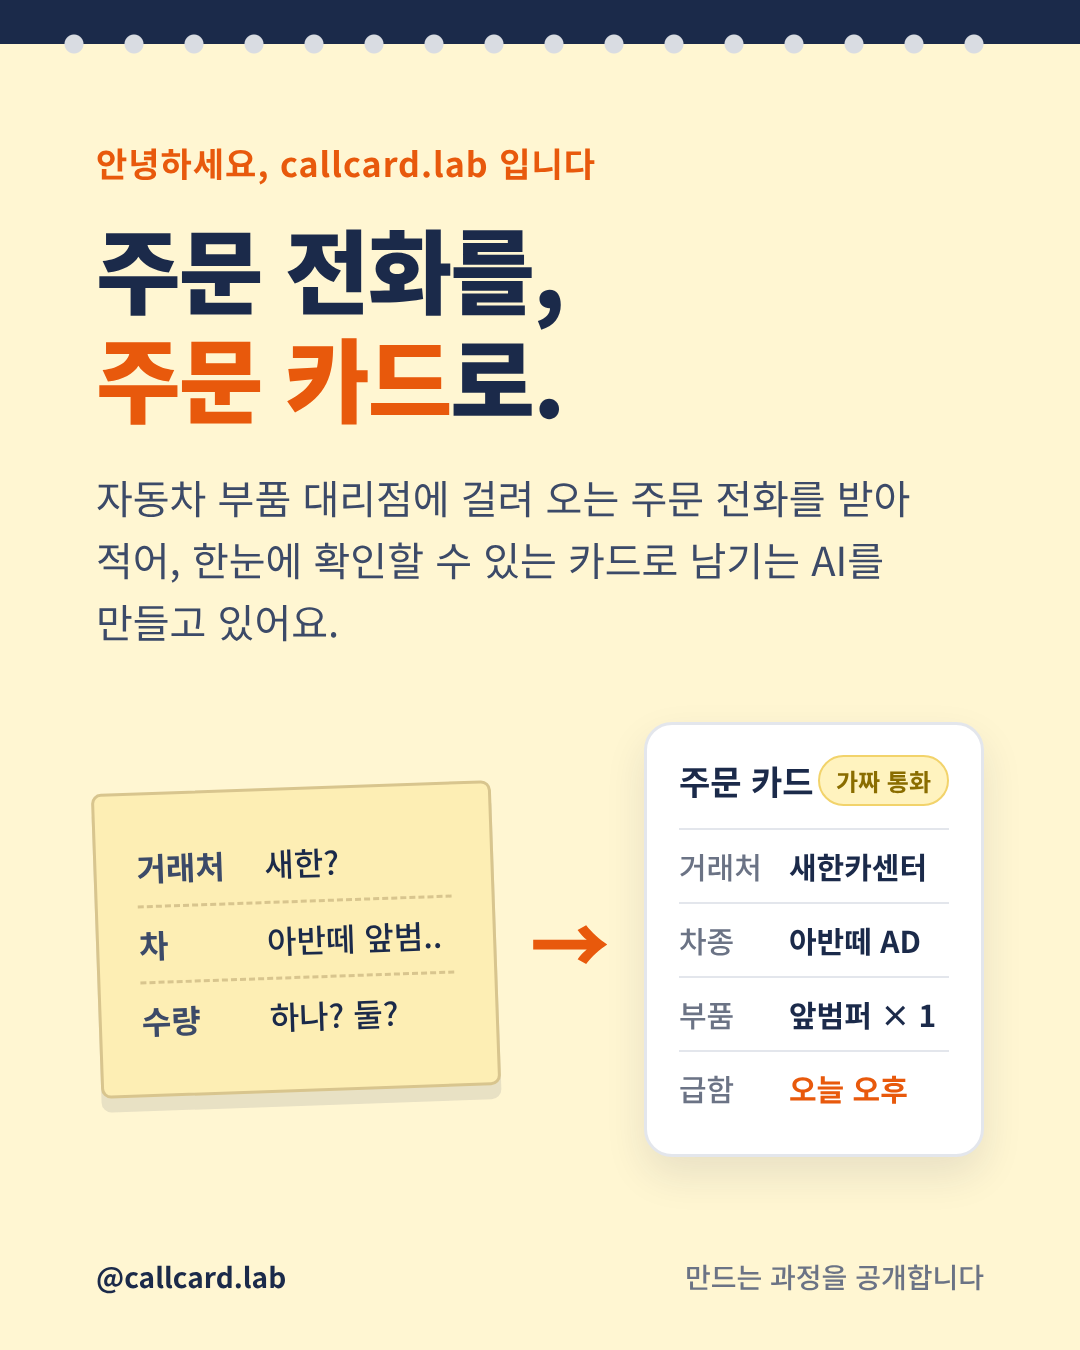 안녕하세요, callcard.lab 입니다
주문 전화를,
주문 카드로.
자동차 부품 대리점에 걸려 오는 주문 전화를 받아
적어, 한눈에 확인할 수 있는 카드로 남기는 AI를
만들고 있어요.
거래처 새한?
차 아반떼 앞범..
수량 하나? 둘?
→
주문 카드 가짜 통화
거래처 새한카센터
차종 아반떼 AD
부품 앞범퍼 × 1
급함 오늘 오후
@callcard.lab
만드는 과정을 공개합니다